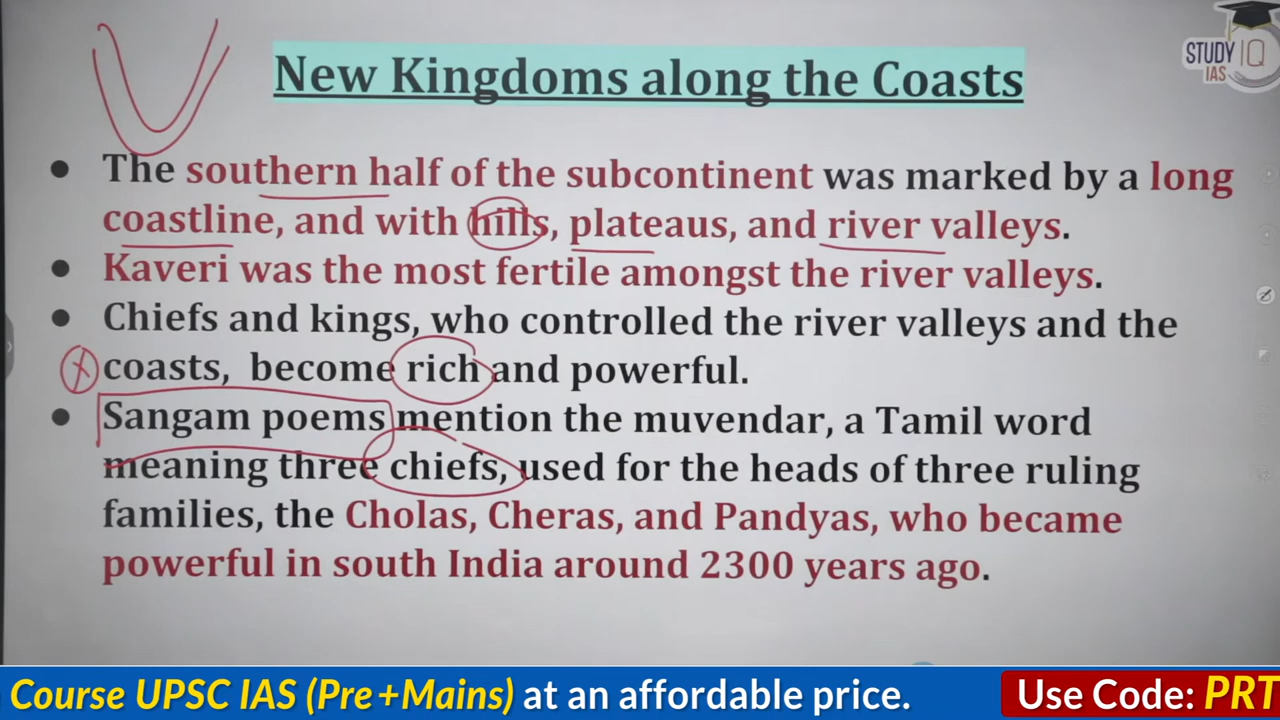 STUDY IQ
IAS
New Kingdoms along the Coasts
● The southern half of the subcontinent was marked by a long
coastline, and with hills, plateaus, and river valleys.
● Kaveri was the most fertile amongst the river valleys.
● Chiefs and kings, who controlled the river valleys and the
coasts, become rich and powerful.
● Sangam poems mention the muvendar, a Tamil word
meaning three chiefs, used for the heads of three ruling
families, the Cholas, Cheras, and Pandyas, who became
powerful in south India around 2300 years ago.
Course UPSC IAS (Pre+Mains) at an affordable price. Use Code: PRT